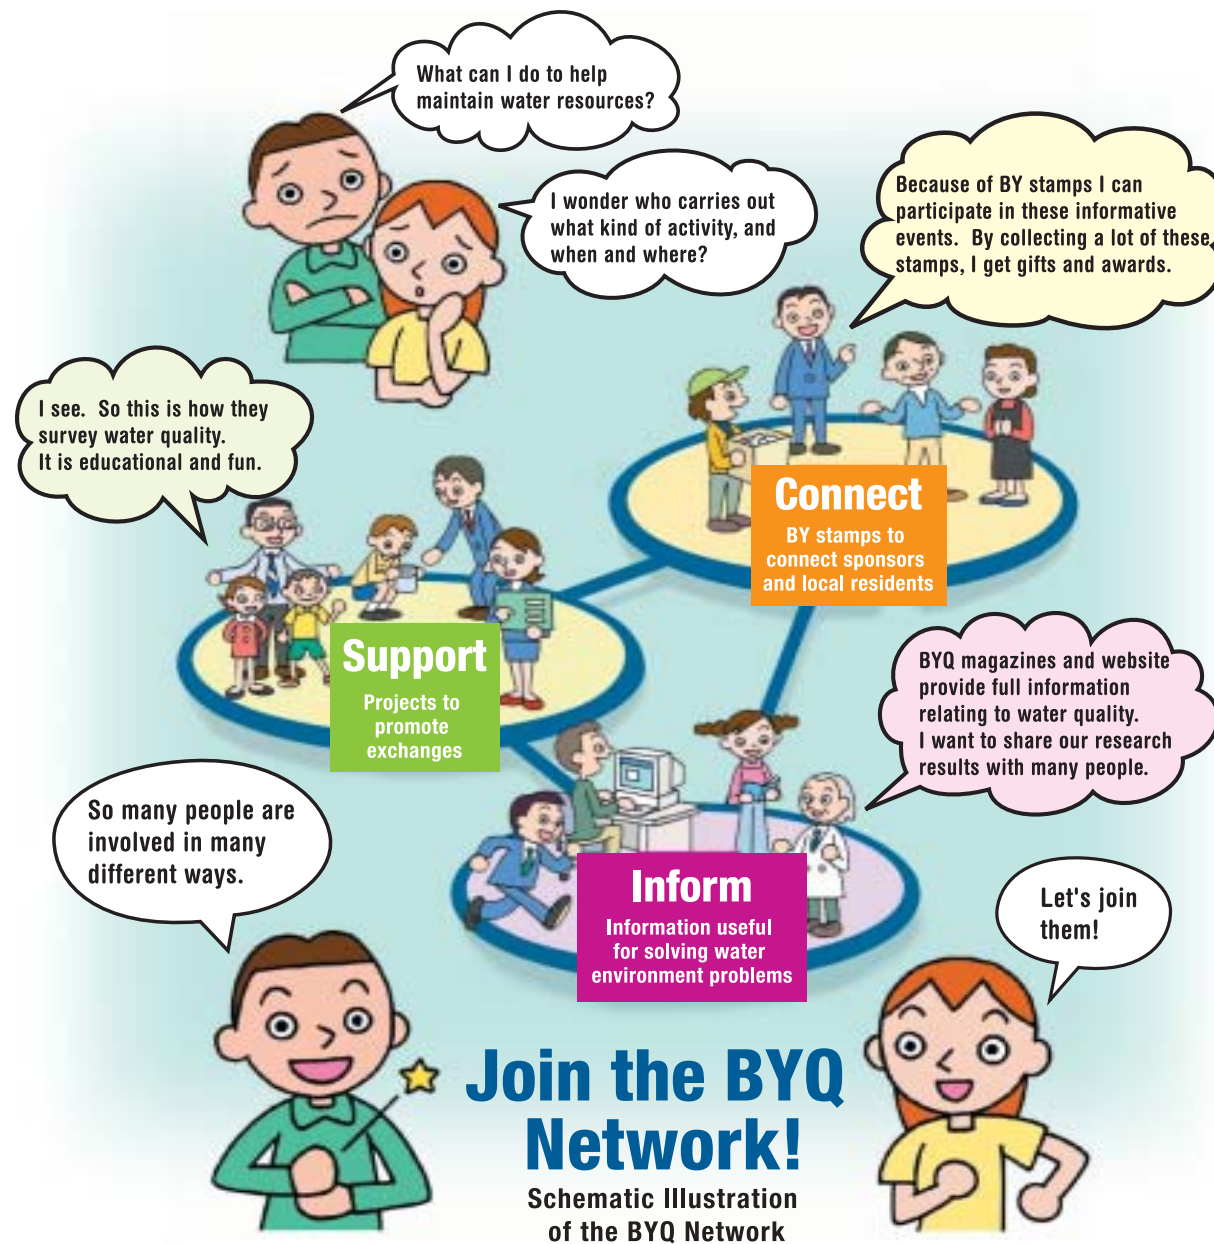 What can I do to help
maintain water resources?
I wonder who carries out
what kind of activity, and
when and where?
Because of BY stamps I can
participate in these informative
events. By collecting a lot of these
stamps, I get gifts and awards.
I see. So this is how they
survey water quality.
It is educational and fun.
Connect
BY stamps to
connect sponsors
and local residents
Support
Projects to
promote
exchanges
BYQ magazines and website
provide full information
relating to water quality.
I want to share our research
results with many people.
So many people are
involved in many
different ways.
Inform
Information useful
for solving water
environment problems
Let's join
them!
Join the BYQ
Network!
Schematic Illustration
of the BYQ Network